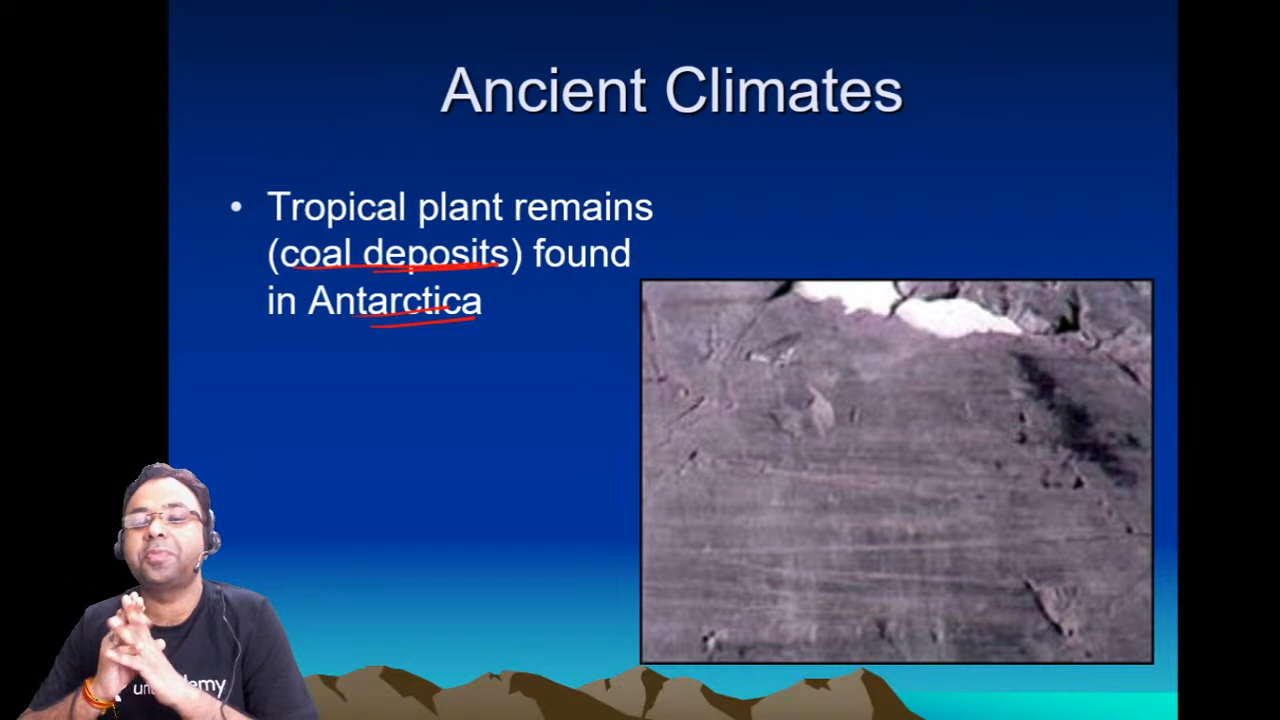 Ancient Climates
• Tropical plant remains
(coal deposits) found
in Antarctica